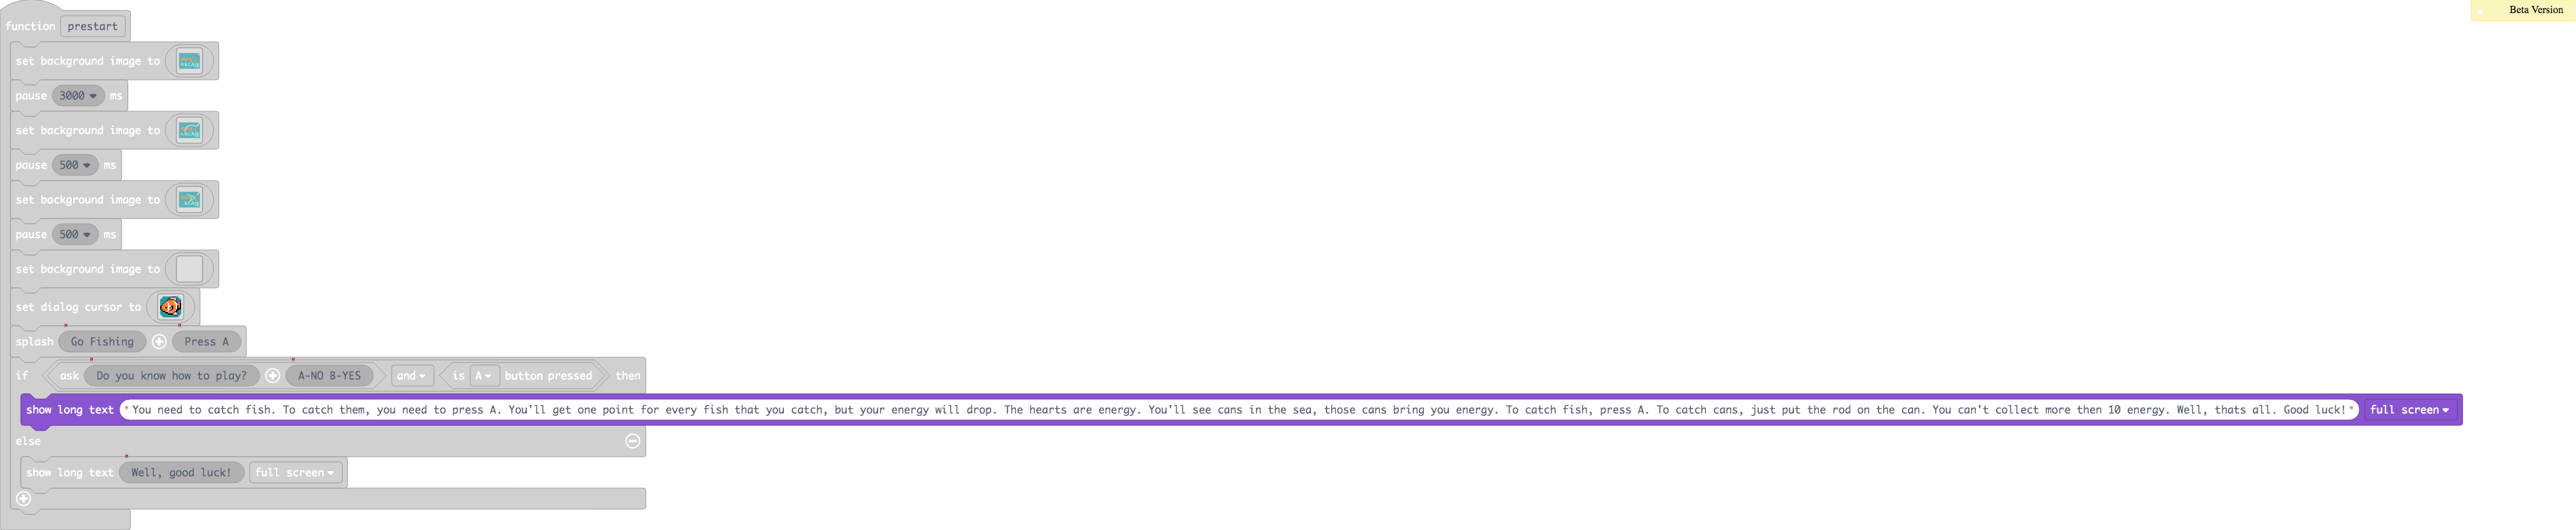 Beta Version
function prestart
set background image to
pause 3000 ms
set background image to
pause 500 ms
set background image to
pause 500 ms
set background image to
set dialog cursor to
splash Go Fishing Press A
if ask Do you know how to play? A-NO B-YES and is A button pressed then
show long text "You need to catch fish. To catch them, you need to press A. You'll get one point for every fish that you catch, but your energy will drop. The hearts are energy. You'll see cans in the sea, those cans bring you energy. To catch fish, press A. To catch cans, just put the rod on the can. You can't collect more then 10 energy. Well, thats all. Good luck!" full screen
else
show long text Well, good luck! full screen